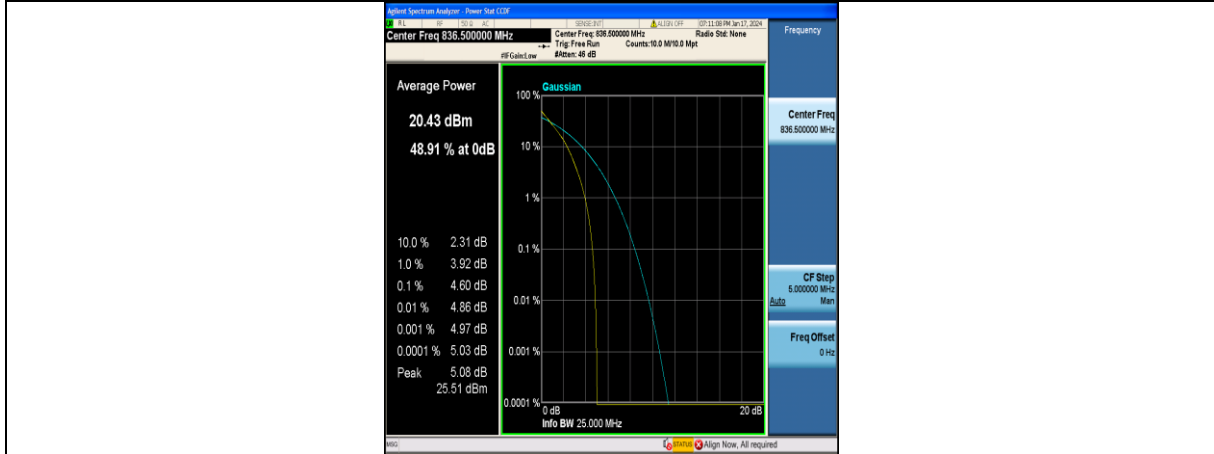 Agilent Spectrum Analyzer - Power Stat CCDF
RL RF 50 Ω AC SENSE:INT ALIGN OFF 07:11:08 PM Jan 17, 2024
Center Freq 836.500000 MHz
Center Freq: 836.500000 MHz Radio Std: None
Trig: Free Run Counts:10.0 M/10.0 Mpt
#IFGain:Low #Atten: 46 dB
Frequency
Center Freq
836.500000 MHz
CF Step
5.000000 MHz
Auto Man
Freq Offset
0 Hz
Average Power
20.43 dBm
48.91 % at 0dB
10.0 % 2.31 dB
1.0 % 3.92 dB
0.1 % 4.60 dB
0.01 % 4.86 dB
0.001 % 4.97 dB
0.0001 % 5.03 dB
Peak 5.08 dB
25.51 dBm
Gaussian
100 %
10 %
1 %
0.1 %
0.01 %
0.001 %
0.0001 %
0 dB 20 dB
Info BW 25.000 MHz
MSG STATUS Align Now, All required